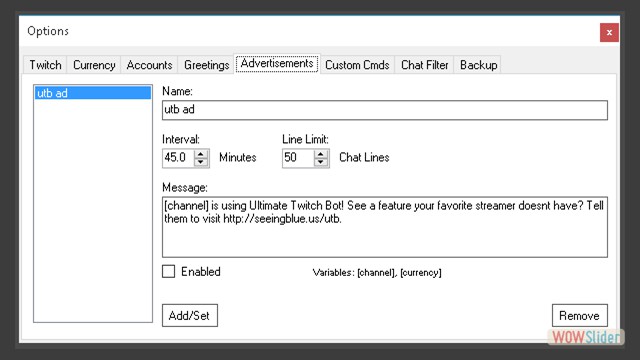 Options
x
Twitch Currency Accounts Greetings Advertisements Custom Cmds Chat Filter Backup
utb ad
Name:
utb ad
Interval: Line Limit:
45.0 Minutes 50 Chat Lines
Message:
[channel] is using Ultimate Twitch Bot! See a feature your favorite streamer doesnt have? Tell
them to visit http://seeingblue.us/utb.
Enabled Variables: [channel], [currency]
Add/Set Remove
WOWSlider